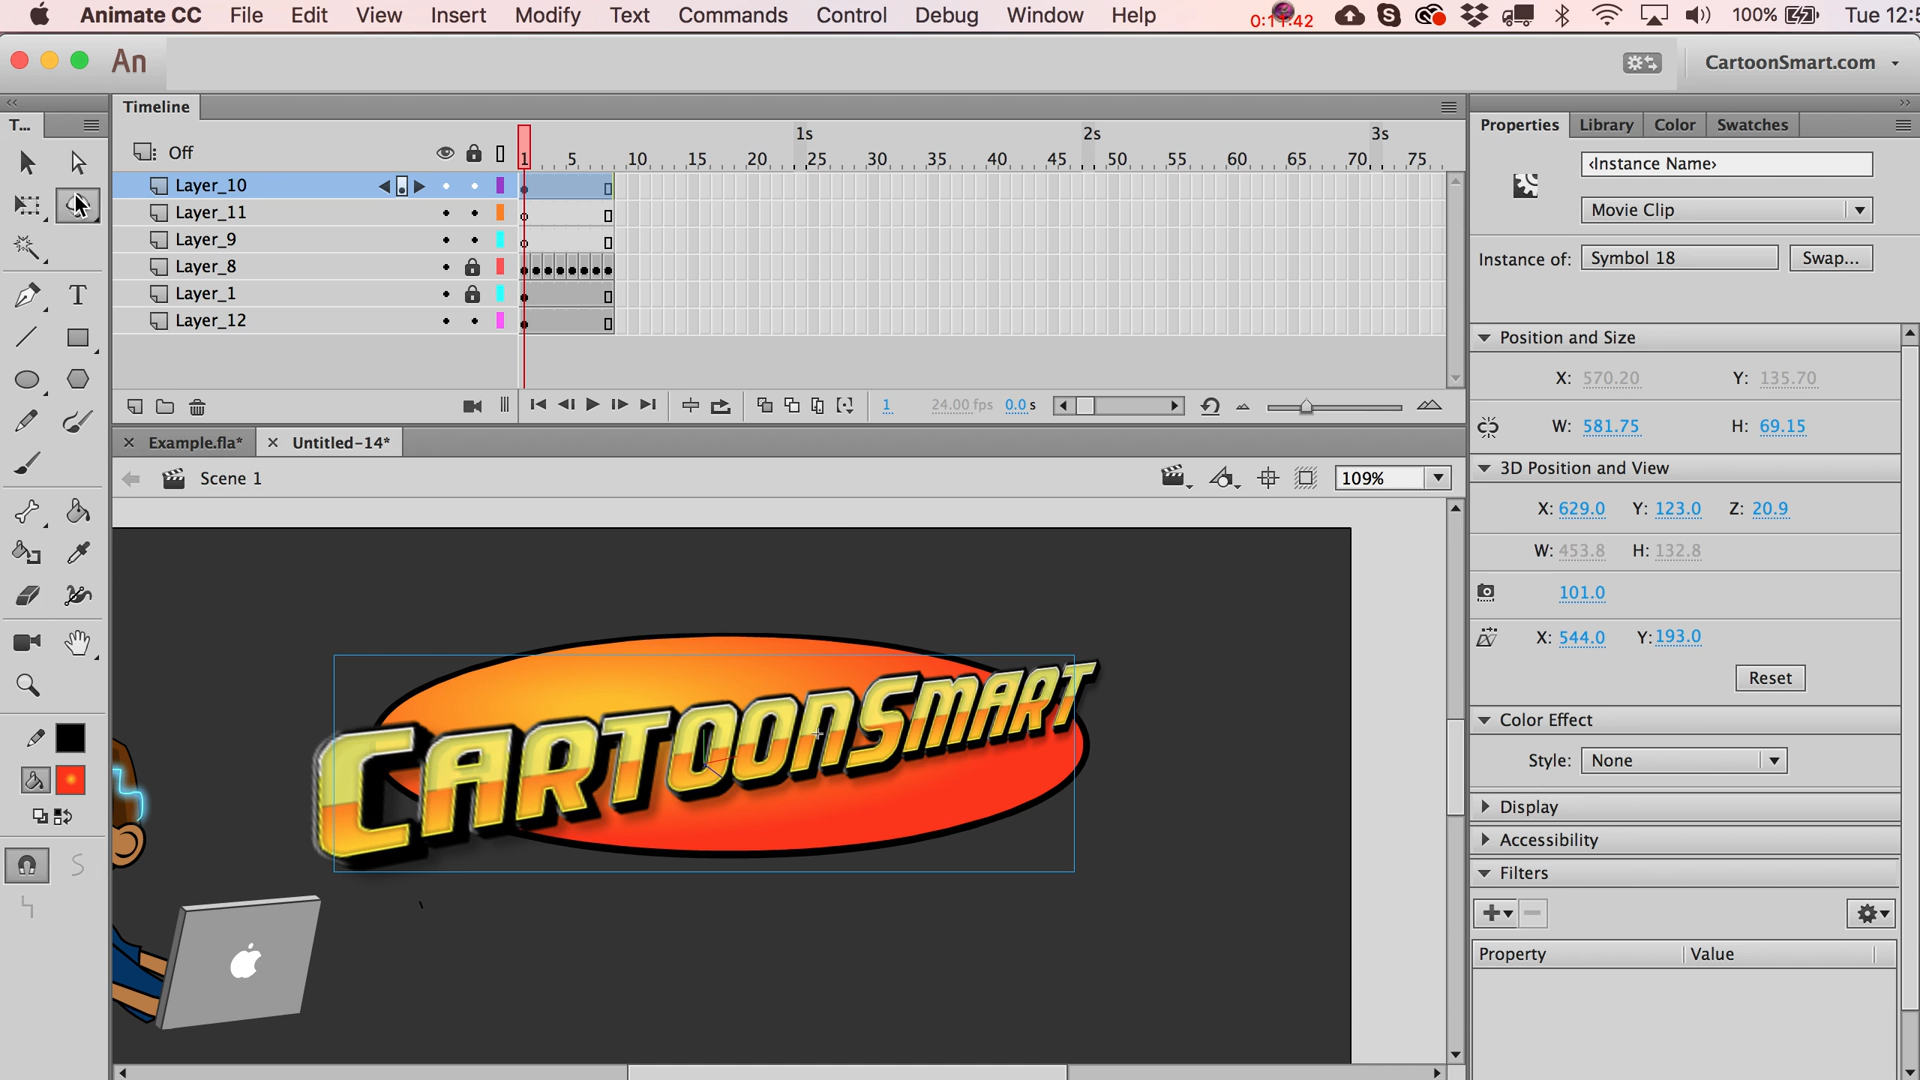 Animate CC File Edit View Insert Modify Text Commands Control Debug Window Help 0:11:42 100% Tue 12:5
An CartoonSmart.com
T... Timeline Properties Library Color Swatches
1s 2s 3s
Off 1 5 10 15 20 25 30 35 40 45 50 55 60 65 70 75
‹Instance Name›
Layer_10
Movie Clip
Layer_11
Layer_9
Instance of: Symbol 18 Swap...
Layer_8
Layer_1
Layer_12
Position and Size
X: 570.20 Y: 135.70
1 24.00 fps 0.0 s
W: 581.75 H: 69.15
Example.fla* Untitled-14*
3D Position and View
Scene 1 109%
X: 629.0 Y: 123.0 Z: 20.9
W: 453.8 H: 132.8
101.0
X: 544.0 Y: 193.0
Reset
CARTOONSMART
Color Effect
Style: None
Display
Accessibility
Filters
Property Value